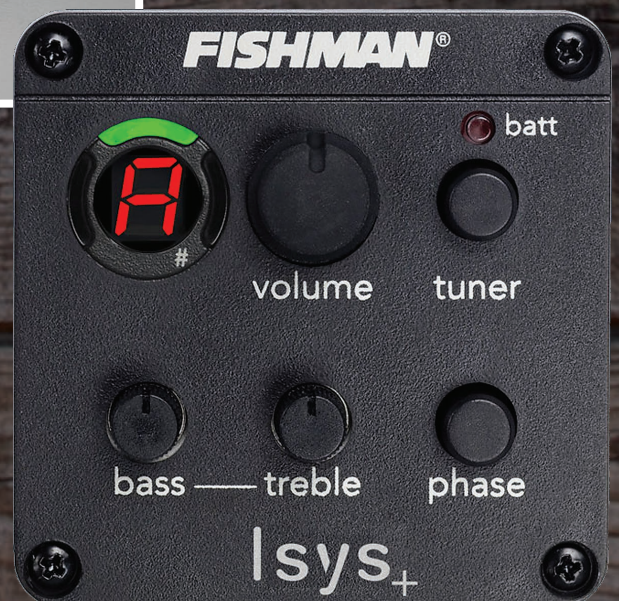 FISHMAN®
batt
A
#
volume
tuner
bass
treble
phase
Isys+